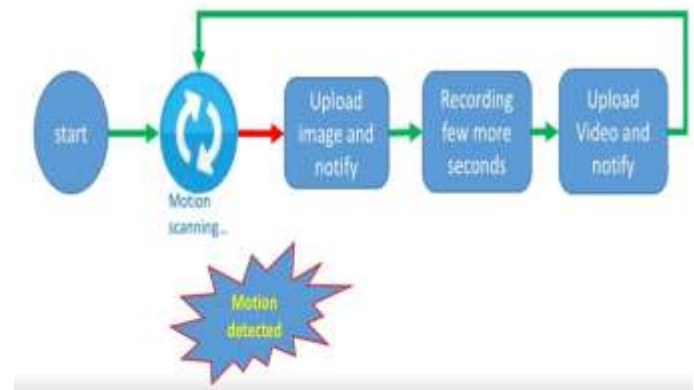 start
Motion
scanning...
Upload
image and
notify
Recording
few more
seconds
Upload
Video and
notify
Motion
detected